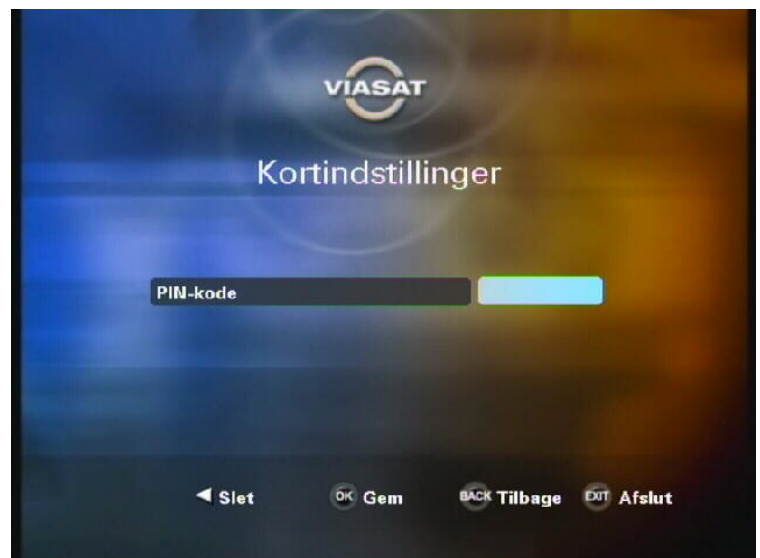 VIASAT
Kortindstillinger
PIN-kode
Slet OK Gem BACK Tilbage EXIT Afslut